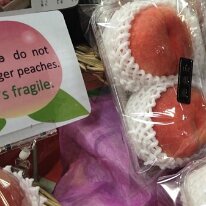 a do not
ger peaches.
's fragile.